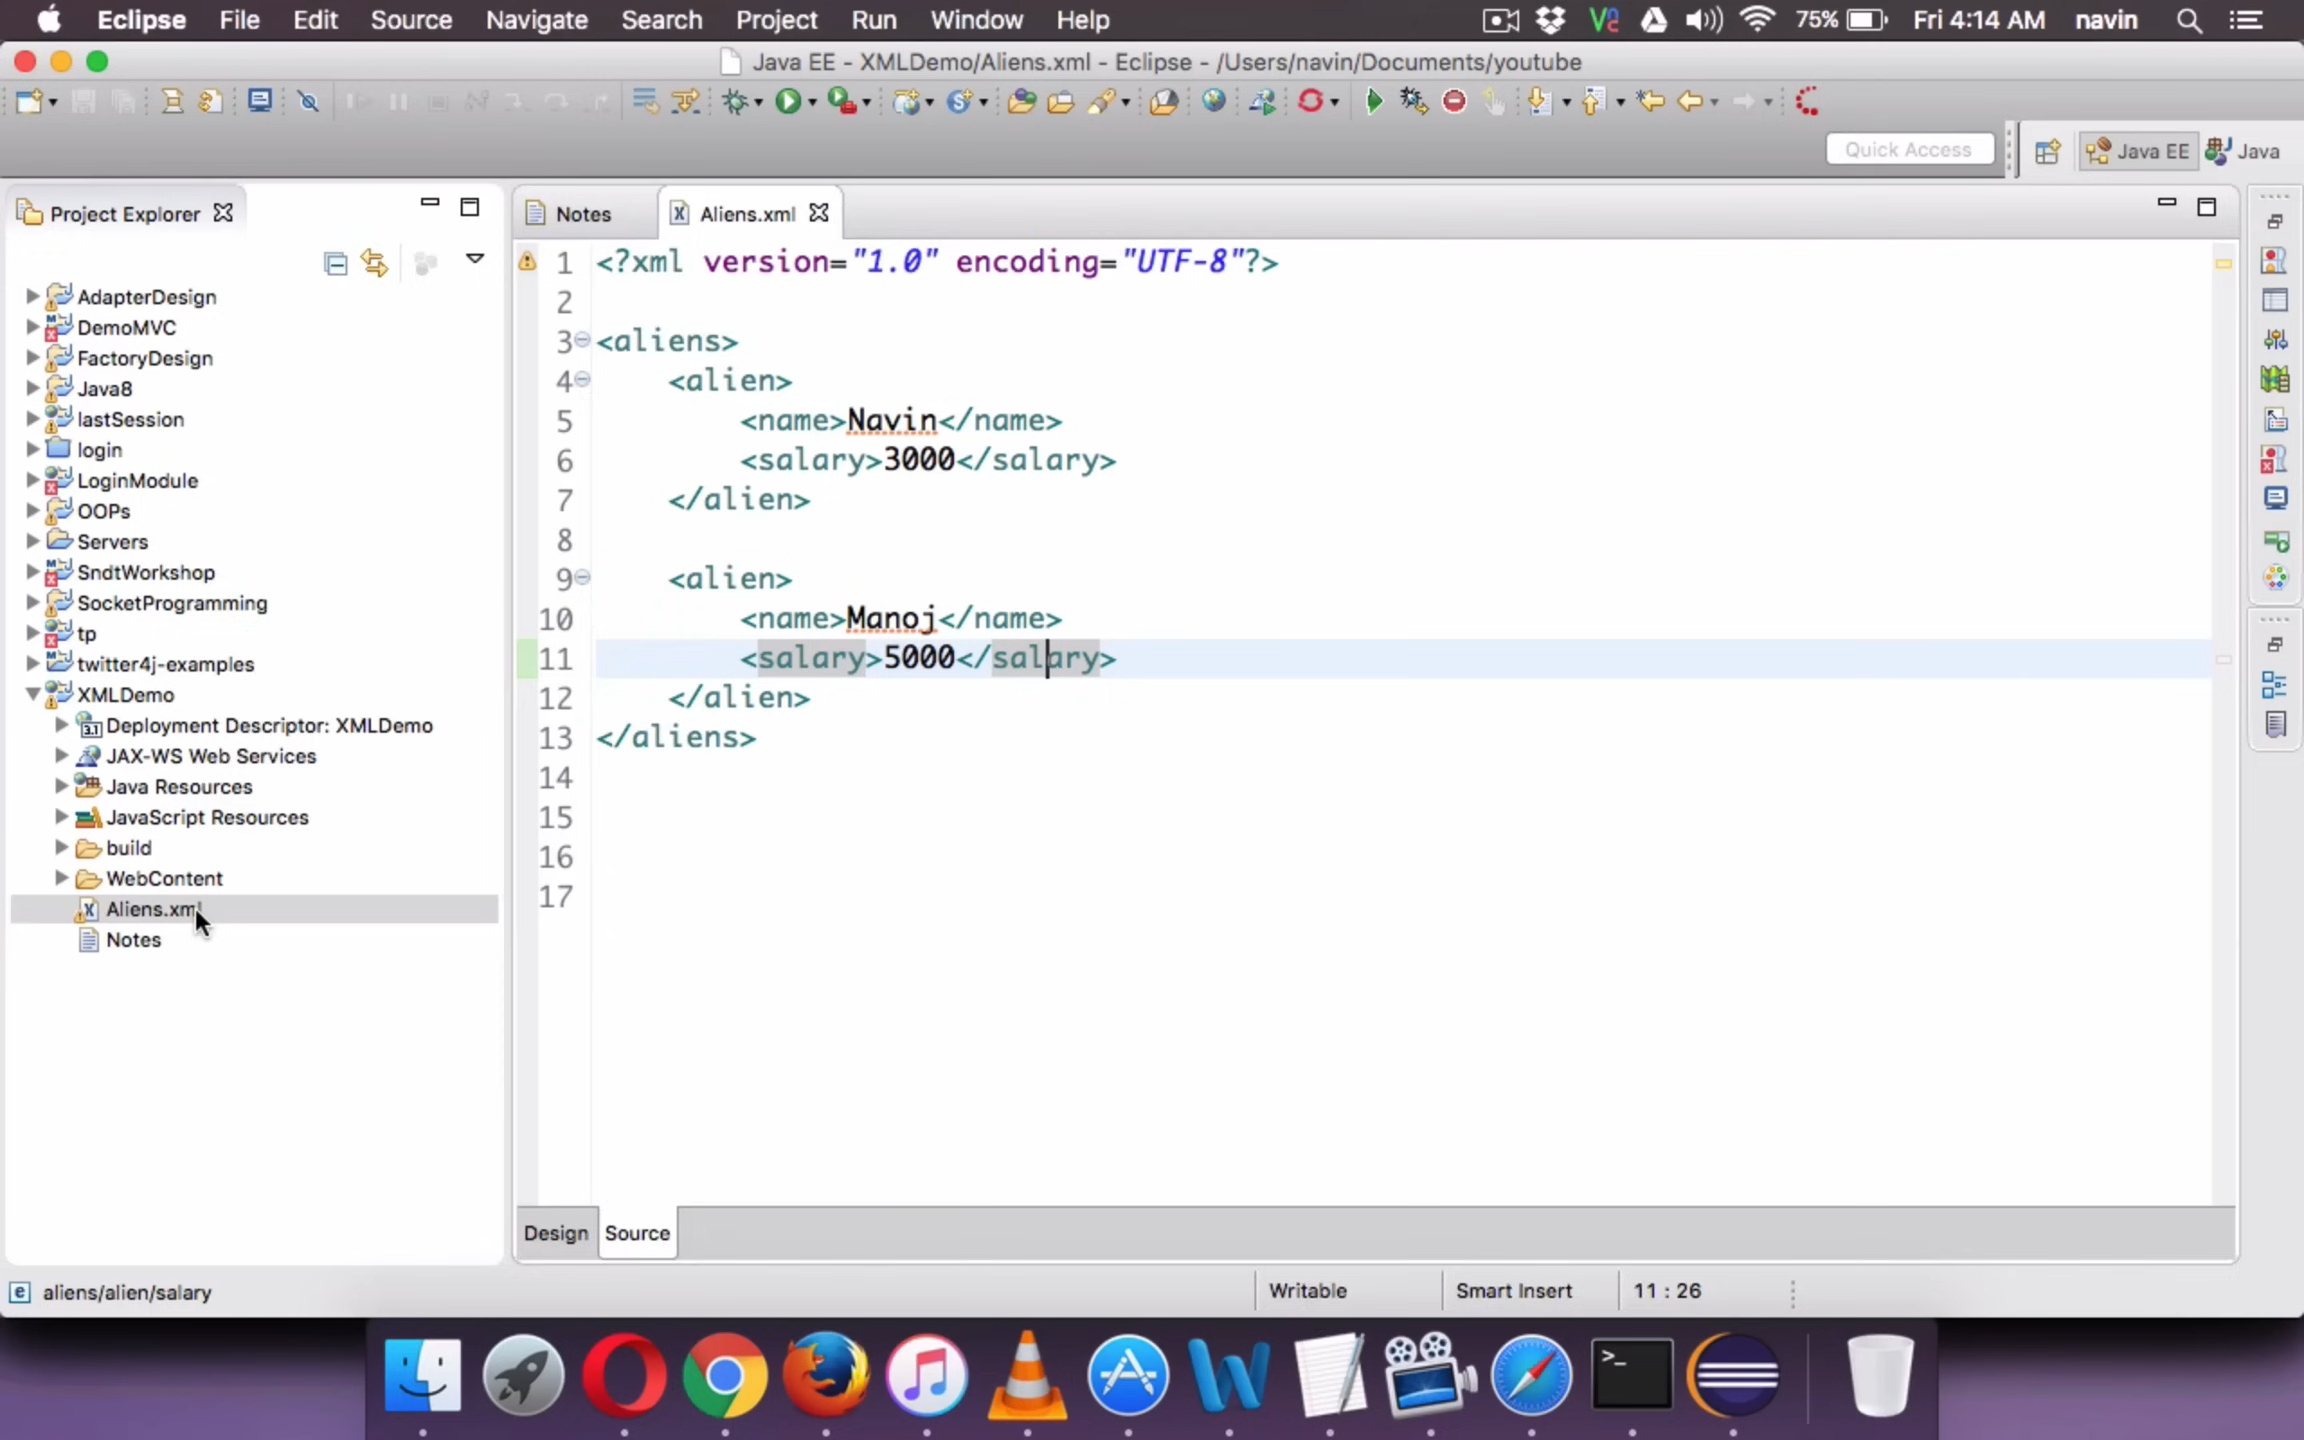 Eclipse File Edit Source Navigate Search Project Run Window Help 75% Fri 4:14 AM navin
Java EE - XMLDemo/Aliens.xml - Eclipse - /Users/navin/Documents/youtube
Quick Access Java EE Java
Project Explorer
AdapterDesign
DemoMVC
FactoryDesign
Java8
lastSession
login
LoginModule
OOPs
Servers
SndtWorkshop
SocketProgramming
tp
twitter4j-examples
XMLDemo
Deployment Descriptor: XMLDemo
JAX-WS Web Services
Java Resources
JavaScript Resources
build
WebContent
Aliens.xml
Notes
Notes Aliens.xml
1 <?xml version="1.0" encoding="UTF-8"?>
2
3 <aliens>
4 <alien>
5 <name>Navin</name>
6 <salary>3000</salary>
7 </alien>
8
9 <alien>
10 <name>Manoj</name>
11 <salary>5000</salary>
12 </alien>
13 </aliens>
14
15
16
17
Design Source
aliens/alien/salary Writable Smart Insert 11 : 26